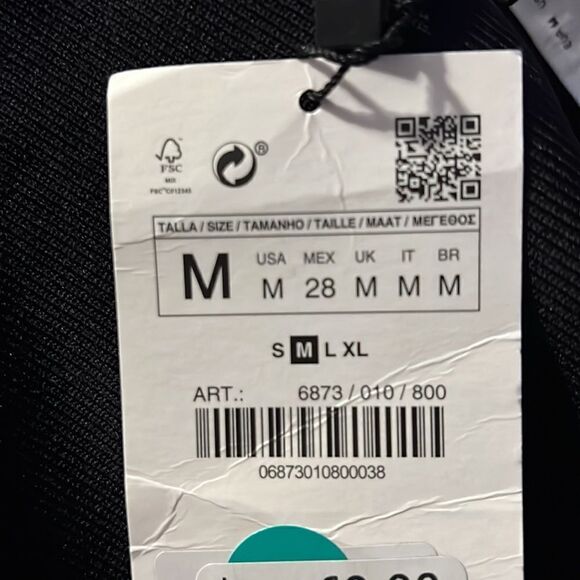 FSC
MIX
®
TALLA / SIZE / TAMANHO / TAILLE / MAAT / ΜΕΓΕΘΟΣ
M
USA MEX UK IT BR
M 28 M M M
S M L XL
ART.: 6873 / 010 / 800
06873010800038